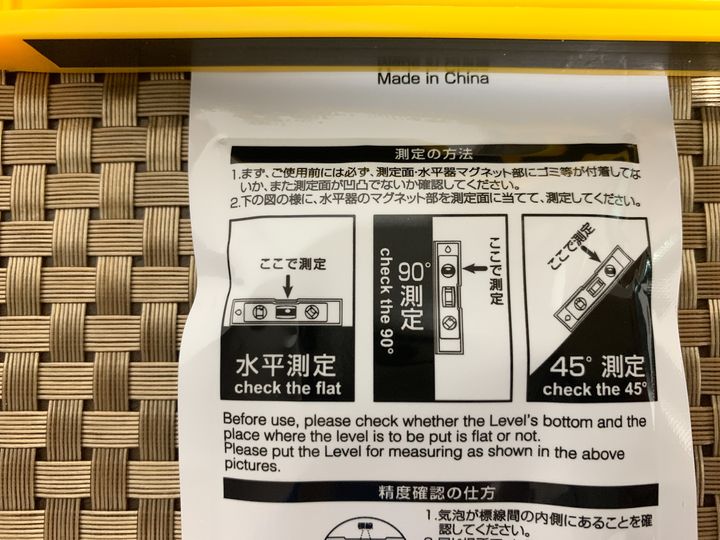 Made in China
測定の方法
1.まず、ご使用前には必ず、測定面・水平器マグネット部にゴミ等が付着してな
いか、また測定面が凹凸でないか確認してください。
2.下の図の様に、水平器のマグネット部を測定面に当てて、測定してください。
ここで測定
水平測定
check the flat
ここで測定
90°測定
check the 90°
ここで測定
45°測定
check the 45°
Before use, please check whether the Level's bottom and the
place where the level is to be put is flat or not.
Please put the Level for measuring as shown in the above
pictures.
精度確認の仕方
1.気泡が標線間の内側にあることを確
認してください。